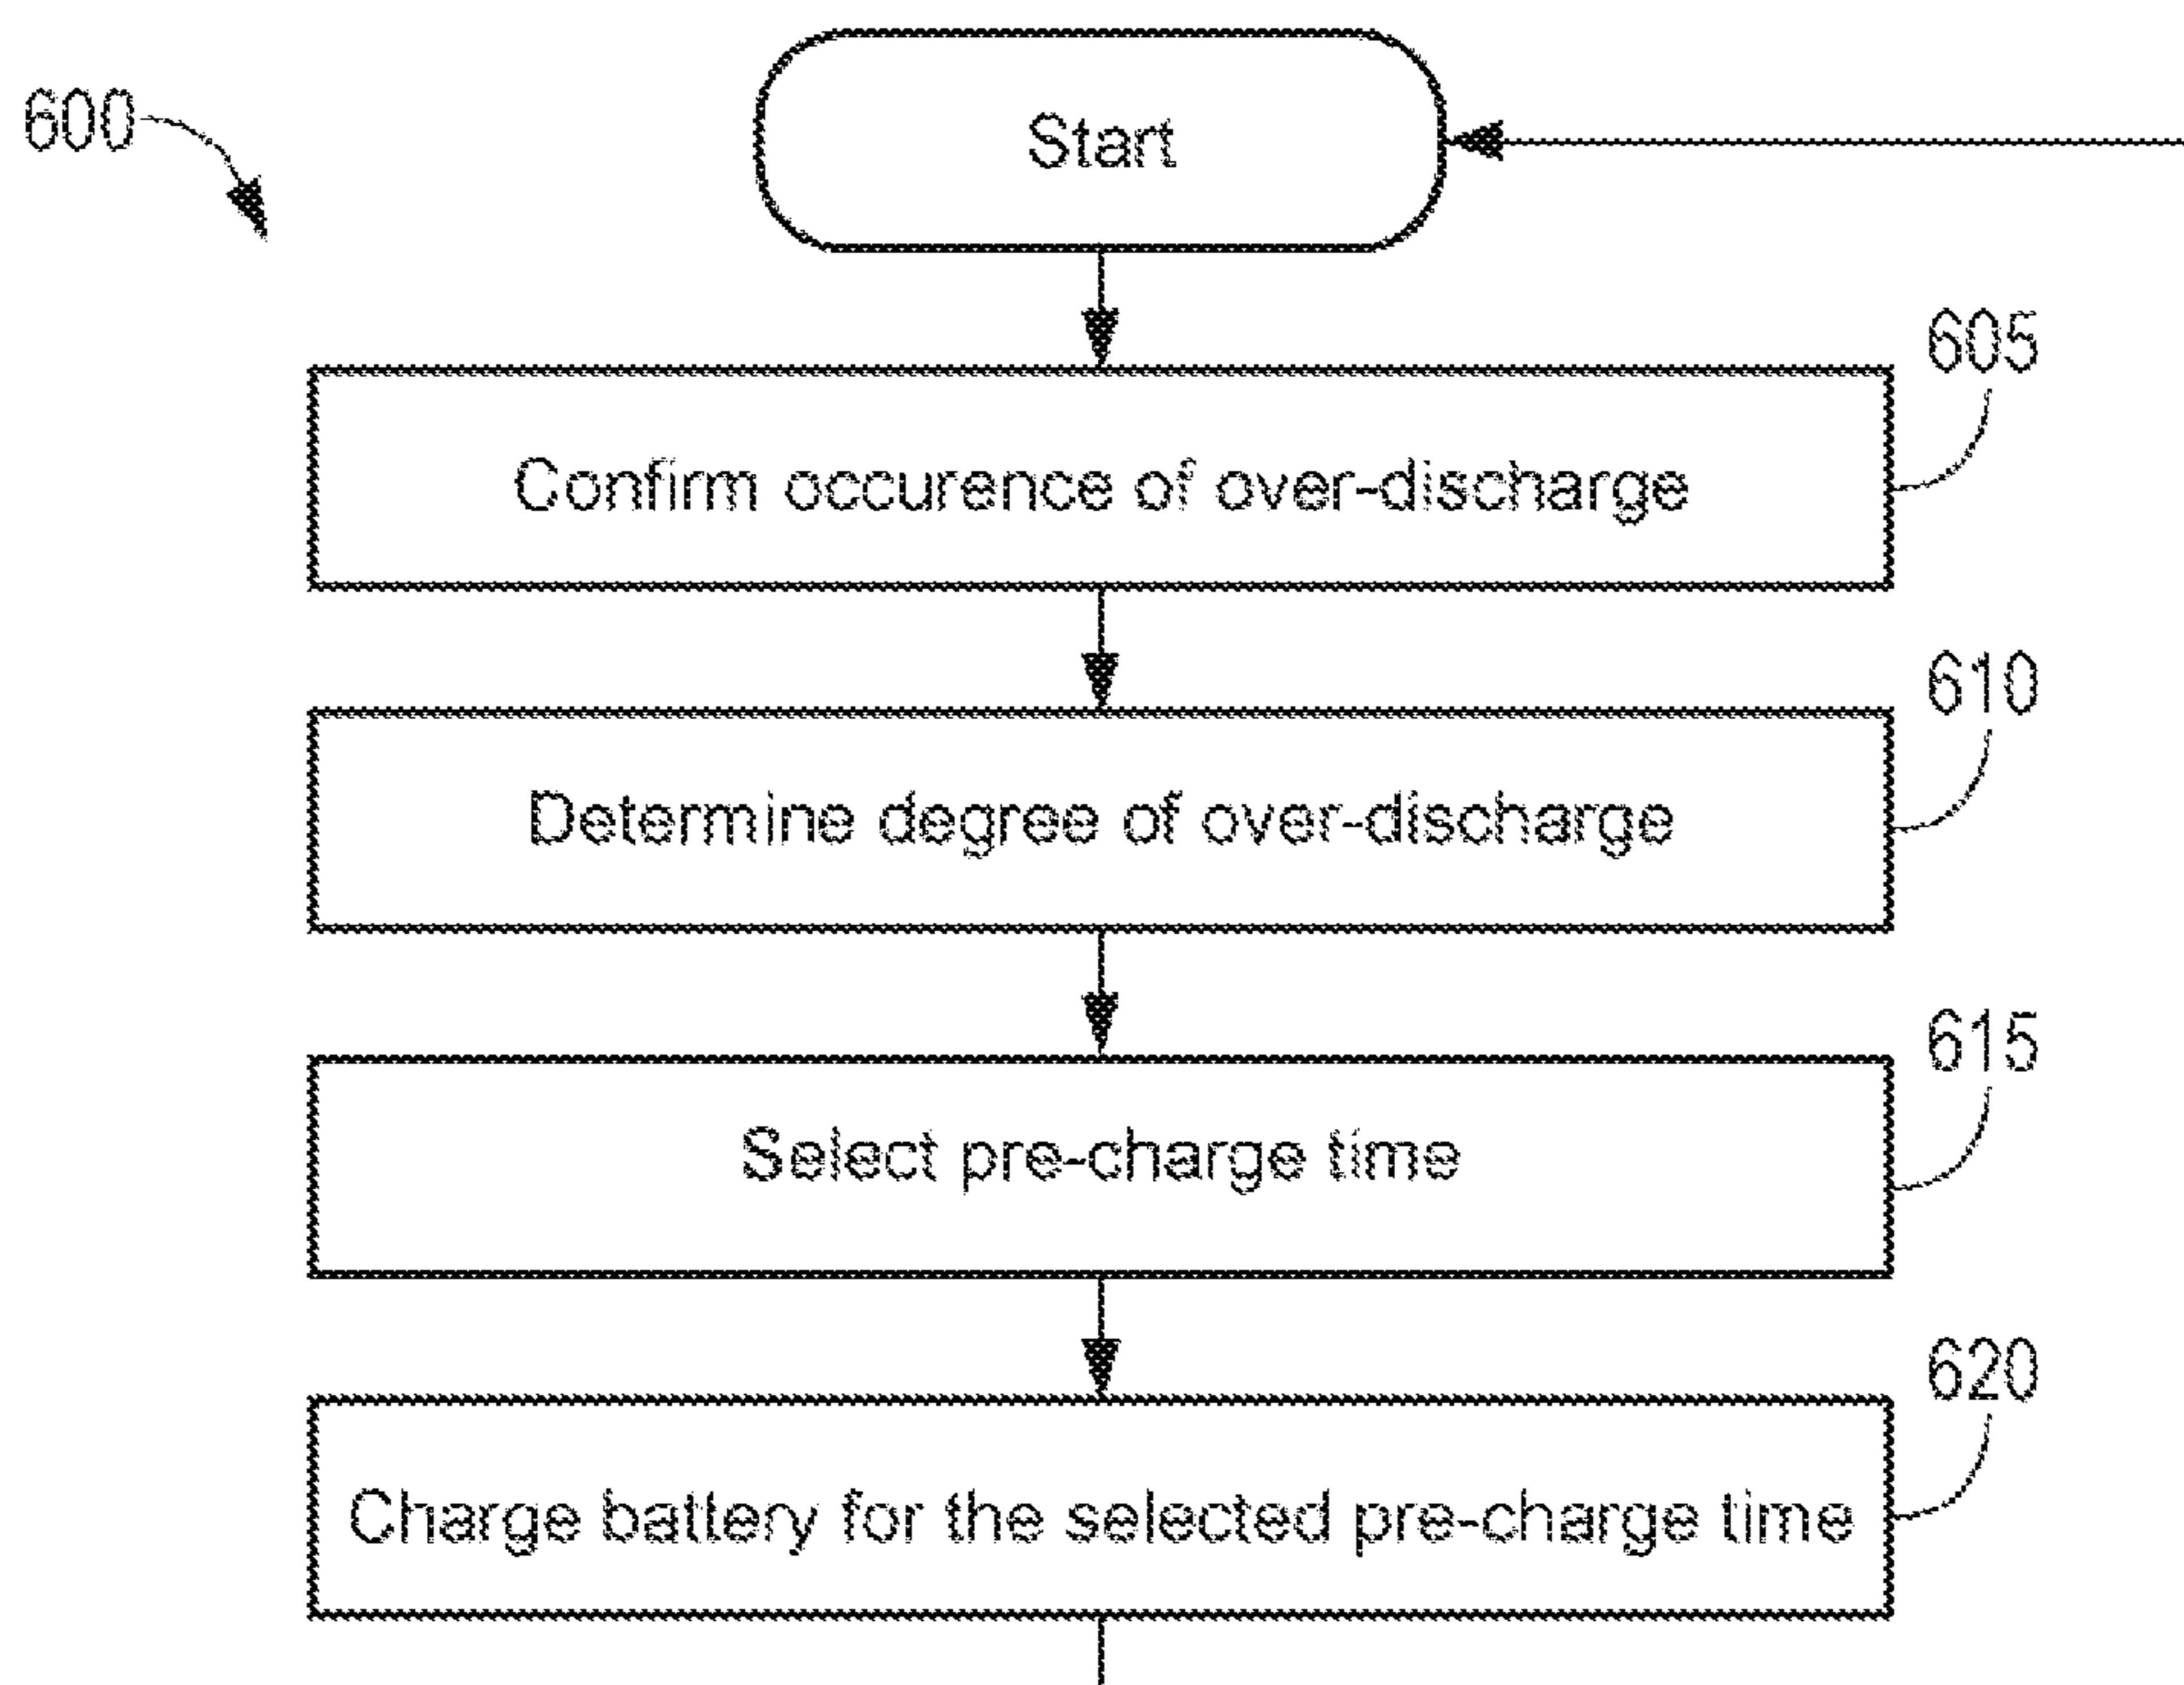 600
Start
605
Confirm occurence of over-discharge
610
Determine degree of over-discharge
615
Select pre-charge time
620
Charge battery for the selected pre-charge time